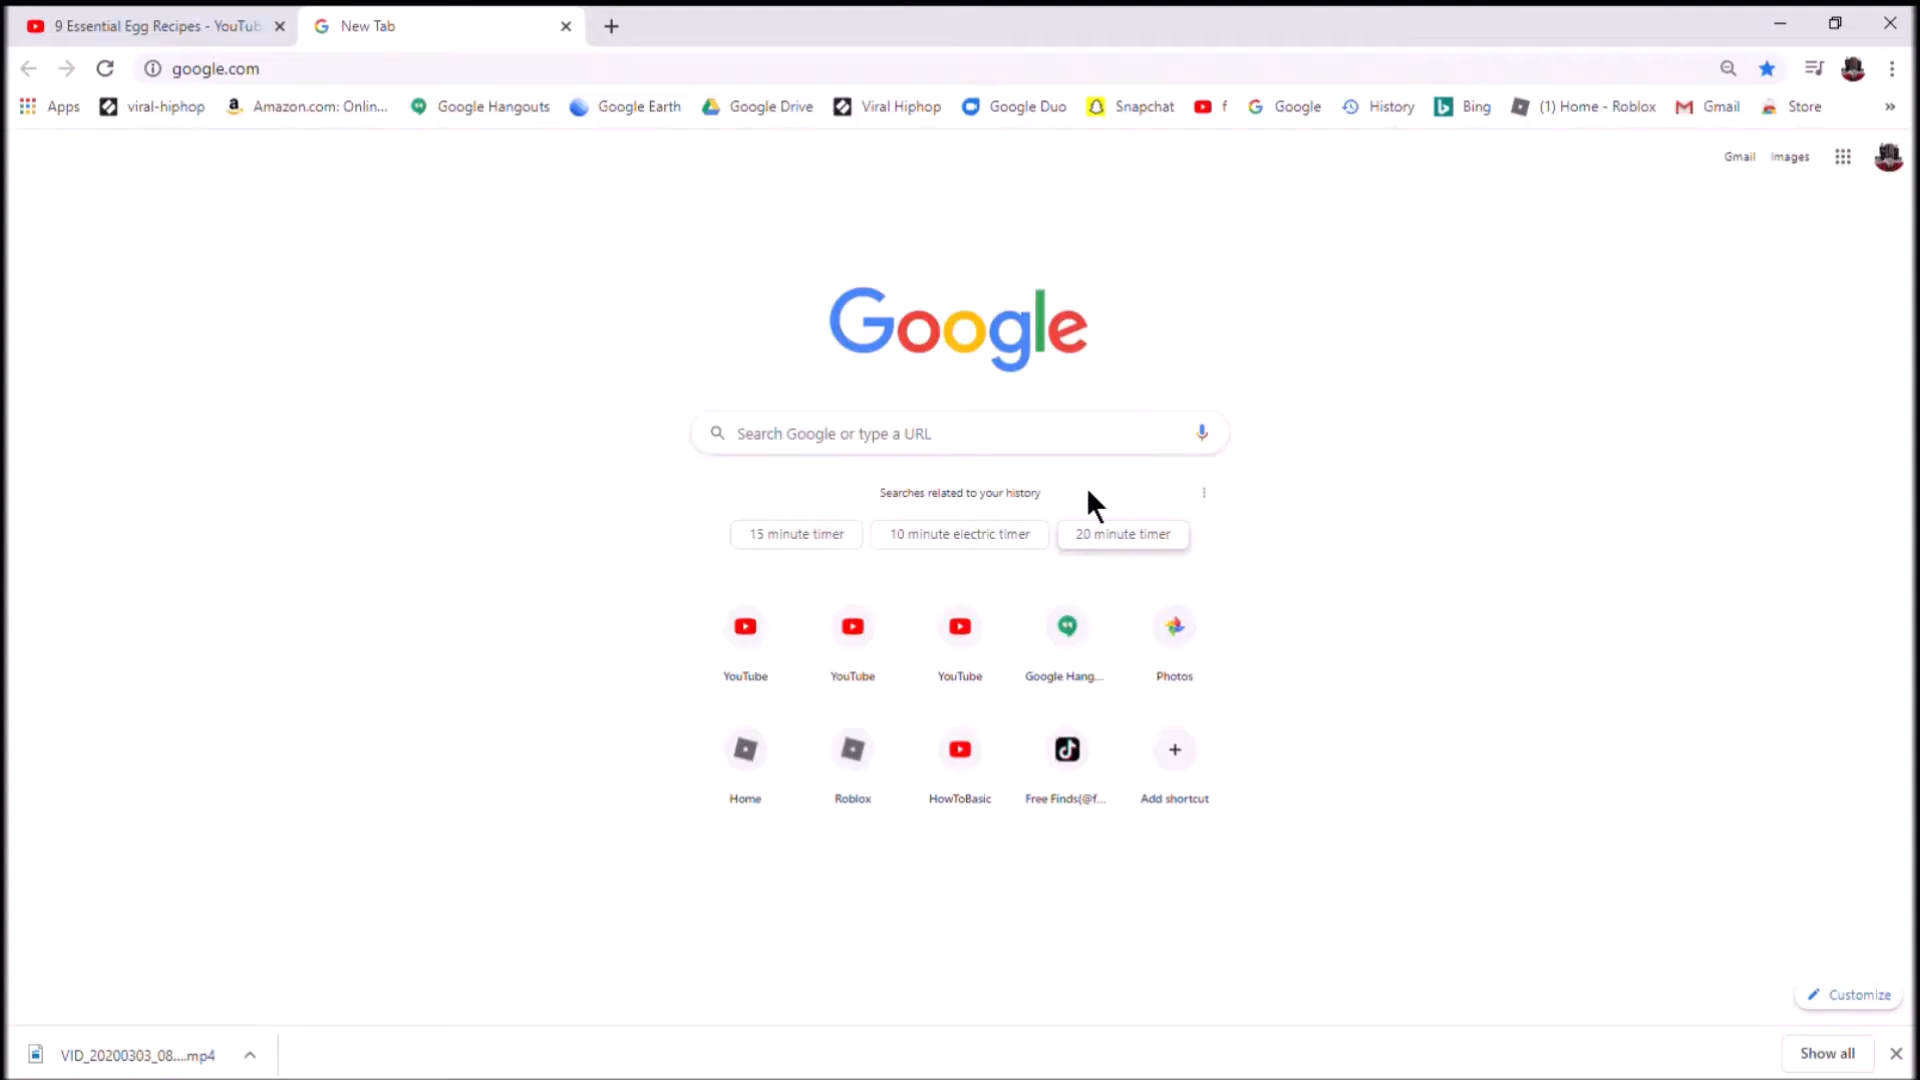 9 Essential Egg Recipes - YouTub
New Tab
google.com
Apps
viral-hiphop
Amazon.com: Onlin...
Google Hangouts
Google Earth
Google Drive
Viral Hiphop
Google Duo
Snapchat
f
Google
History
Bing
(1) Home - Roblox
Gmail
Store
Gmail
Images
Google
Search Google or type a URL
Searches related to your history
15 minute timer
10 minute electric timer
20 minute timer
YouTube
YouTube
YouTube
Google Hang...
Photos
Home
Roblox
HowToBasic
Free Finds(@f...
Add shortcut
Customize
VID_20200303_08....mp4
Show all